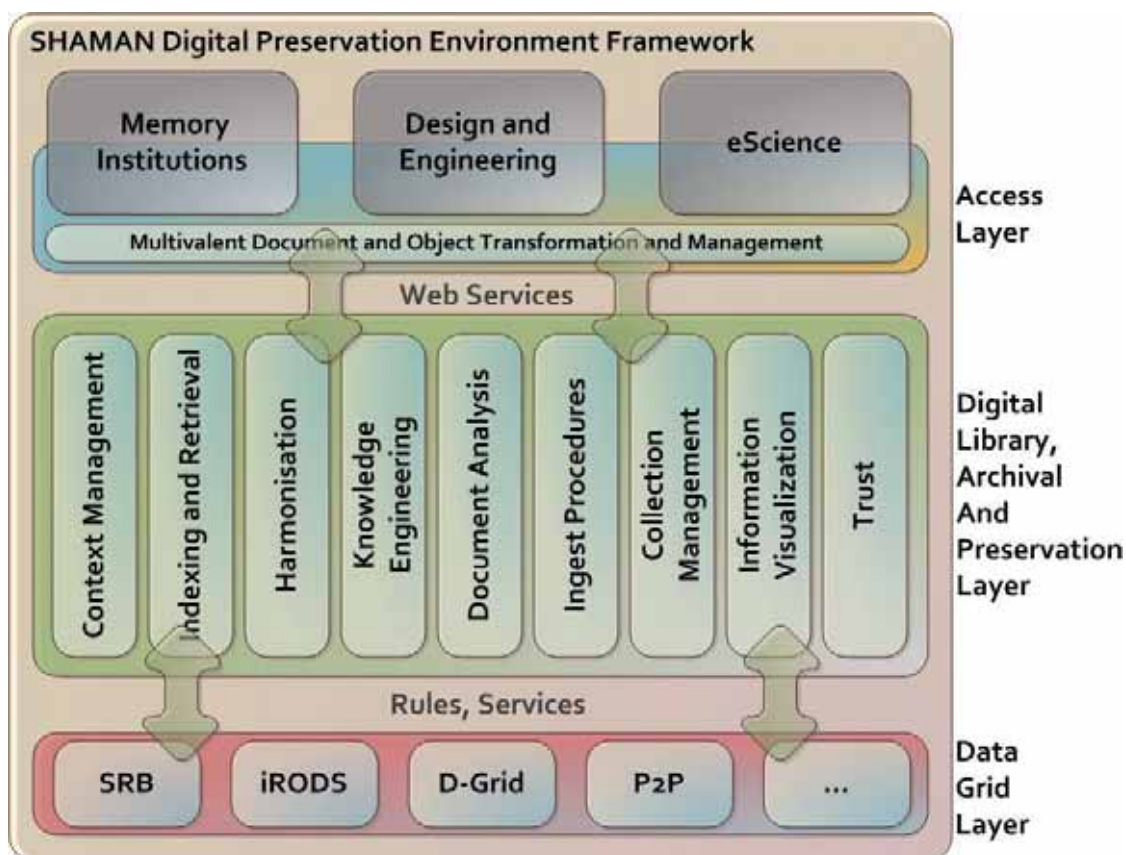 SHAMAN Digital Preservation Environment Framework
Memory
Institutions
Design and
Engineering
eScience
Multivalent Document and Object Transformation and Management
Access
Layer
Web Services
Context Management
Indexing and Retrieval
Harmonisation
Knowledge
Engineering
Document Analysis
Ingest Procedures
Collection
Management
Information
Visualization
Trust
Digital
Library,
Archival
And
Preservation
Layer
Rules, Services
SRB
iRODS
D-Grid
P2P
...
Data
Grid
Layer